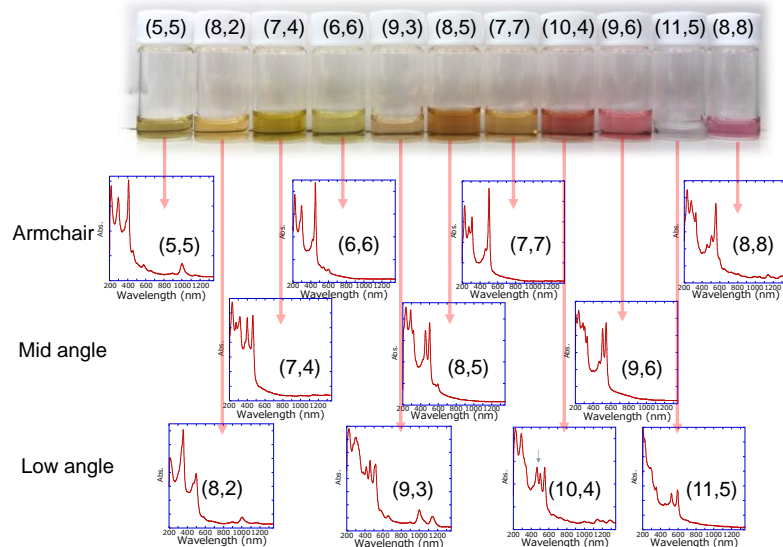 (5,5) (8,2) (7,4) (6,6) (9,3) (8,5) (7,7) (10,4) (9,6) (11,5) (8,8)
Armchair
Abs.
(5,5)
200 400 600 800 1000 1200
Wavelength (nm)
Abs.
(6,6)
200 400 600 800 1000 1200
Wavelength (nm)
Abs.
(7,7)
200 400 600 800 1000 1200
Wavelength (nm)
Abs.
(8,8)
200 400 600 800 1000 1200
Wavelength (nm)
Mid angle
Abs.
(7,4)
200 400 600 800 1000 1200
Wavelength (nm)
Abs.
(8,5)
200 400 600 800 1000 1200
Wavelength (nm)
Abs.
(9,6)
200 400 600 800 1000 1200
Wavelength (nm)
Low angle
Abs.
(8,2)
200 400 600 800 1000 1200
Wavelength (nm)
Abs.
(9,3)
200 400 600 800 1000 1200
Wavelength (nm)
Abs.
(10,4)
200 400 600 800 1000 1200
Wavelength (nm)
Abs.
(11,5)
200 400 600 800 1000 1200
Wavelength (nm)